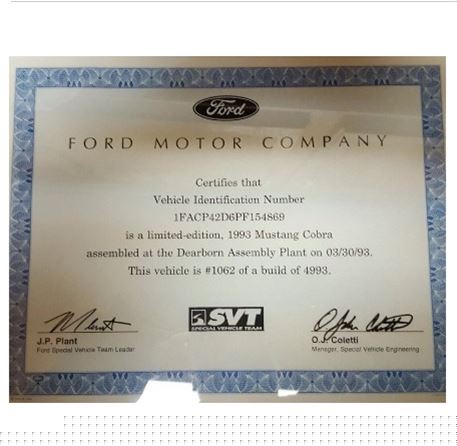 Ford
FORD MOTOR COMPANY
Certifies that
Vehicle Identification Number
1FACP42D6PF154869
is a limited-edition, 1993 Mustang Cobra
assembled at the Dearborn Assembly Plant on 03/30/93.
This vehicle is #1062 of a build of 4993.
SVT
SPECIAL VEHICLE TEAM
J.P. Plant
Ford Special Vehicle Team Leader
O.J. Coletti
Manager, Special Vehicle Engineering